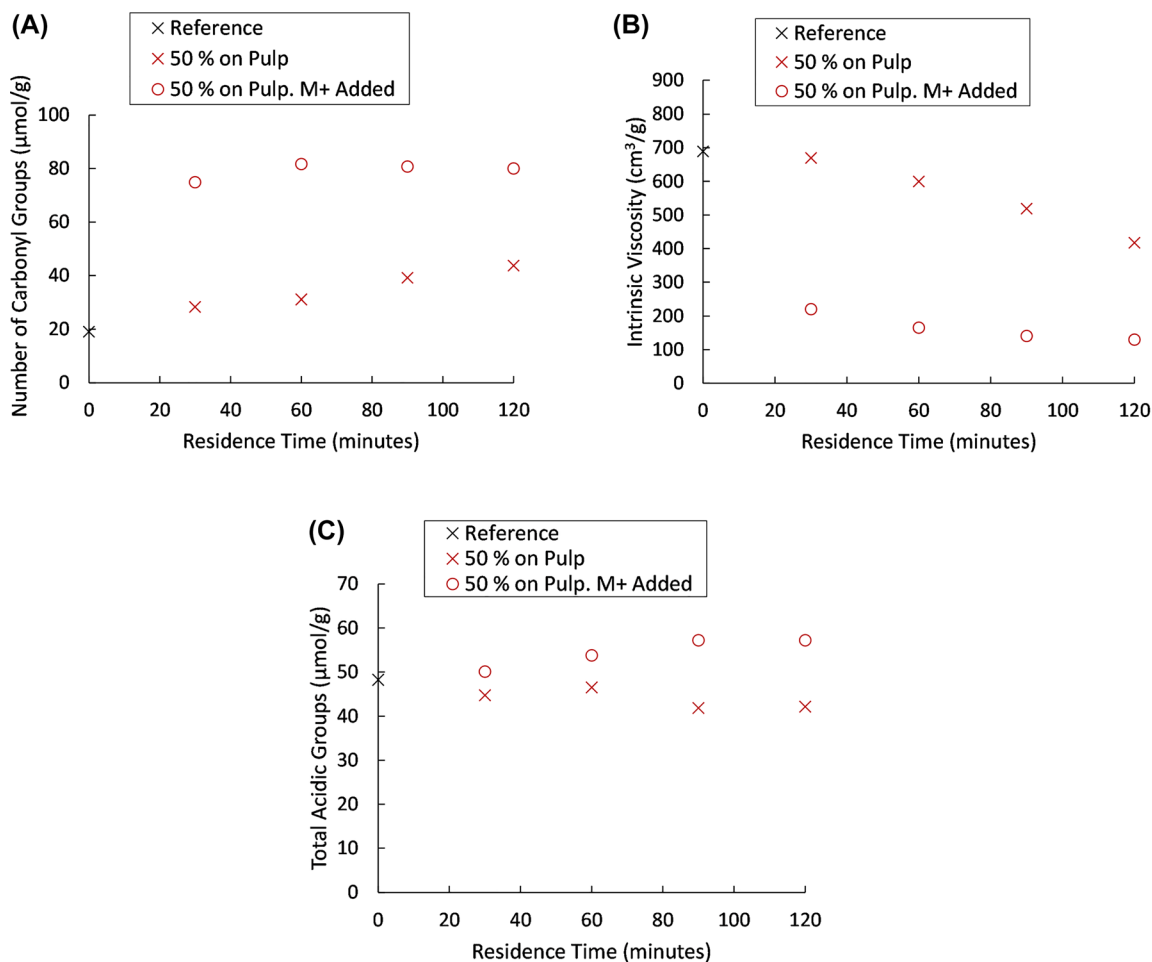 (A)
Reference
50 % on Pulp
50 % on Pulp. M+ Added
Number of Carbonyl Groups (µmol/g)
100
80
60
40
20
0
0 20 40 60 80 100 120
Residence Time (minutes)
(B)
Reference
50 % on Pulp
50 % on Pulp. M+ Added
Intrinsic Viscosity (cm³/g)
900
800
700
600
500
400
300
200
100
0
0 20 40 60 80 100 120
Residence Time (minutes)
(C)
Reference
50 % on Pulp
50 % on Pulp. M+ Added
Total Acidic Groups (µmol/g)
70
60
50
40
30
20
10
0
0 20 40 60 80 100 120
Residence Time (minutes)